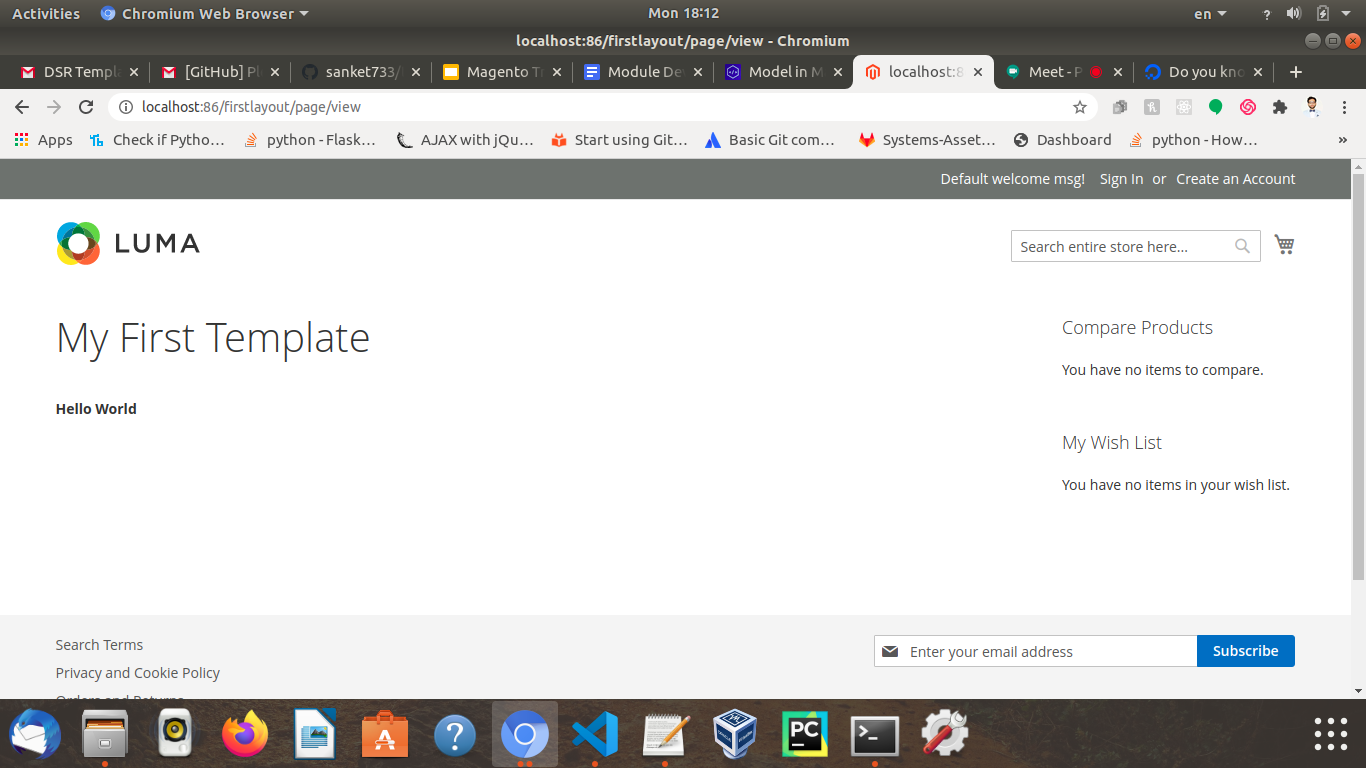 Activities Chromium Web Browser Mon 18:12 en
localhost:86/firstlayout/page/view - Chromium
DSR Templa [GitHub] Pl sanket733/ Magento Tr Module De Model in M localhost:8 Meet - P Do you kno
localhost:86/firstlayout/page/view
Apps Check if Pytho… python - Flask… AJAX with jQu… Start using Git… Basic Git com… Systems-Asset… Dashboard python - How… »
Default welcome msg! Sign In or Create an Account
LUMA
Search entire store here...
My First Template
Compare Products
You have no items to compare.
Hello World
My Wish List
You have no items in your wish list.
Search Terms
Enter your email address Subscribe
Privacy and Cookie Policy
Orders and Returns
PC